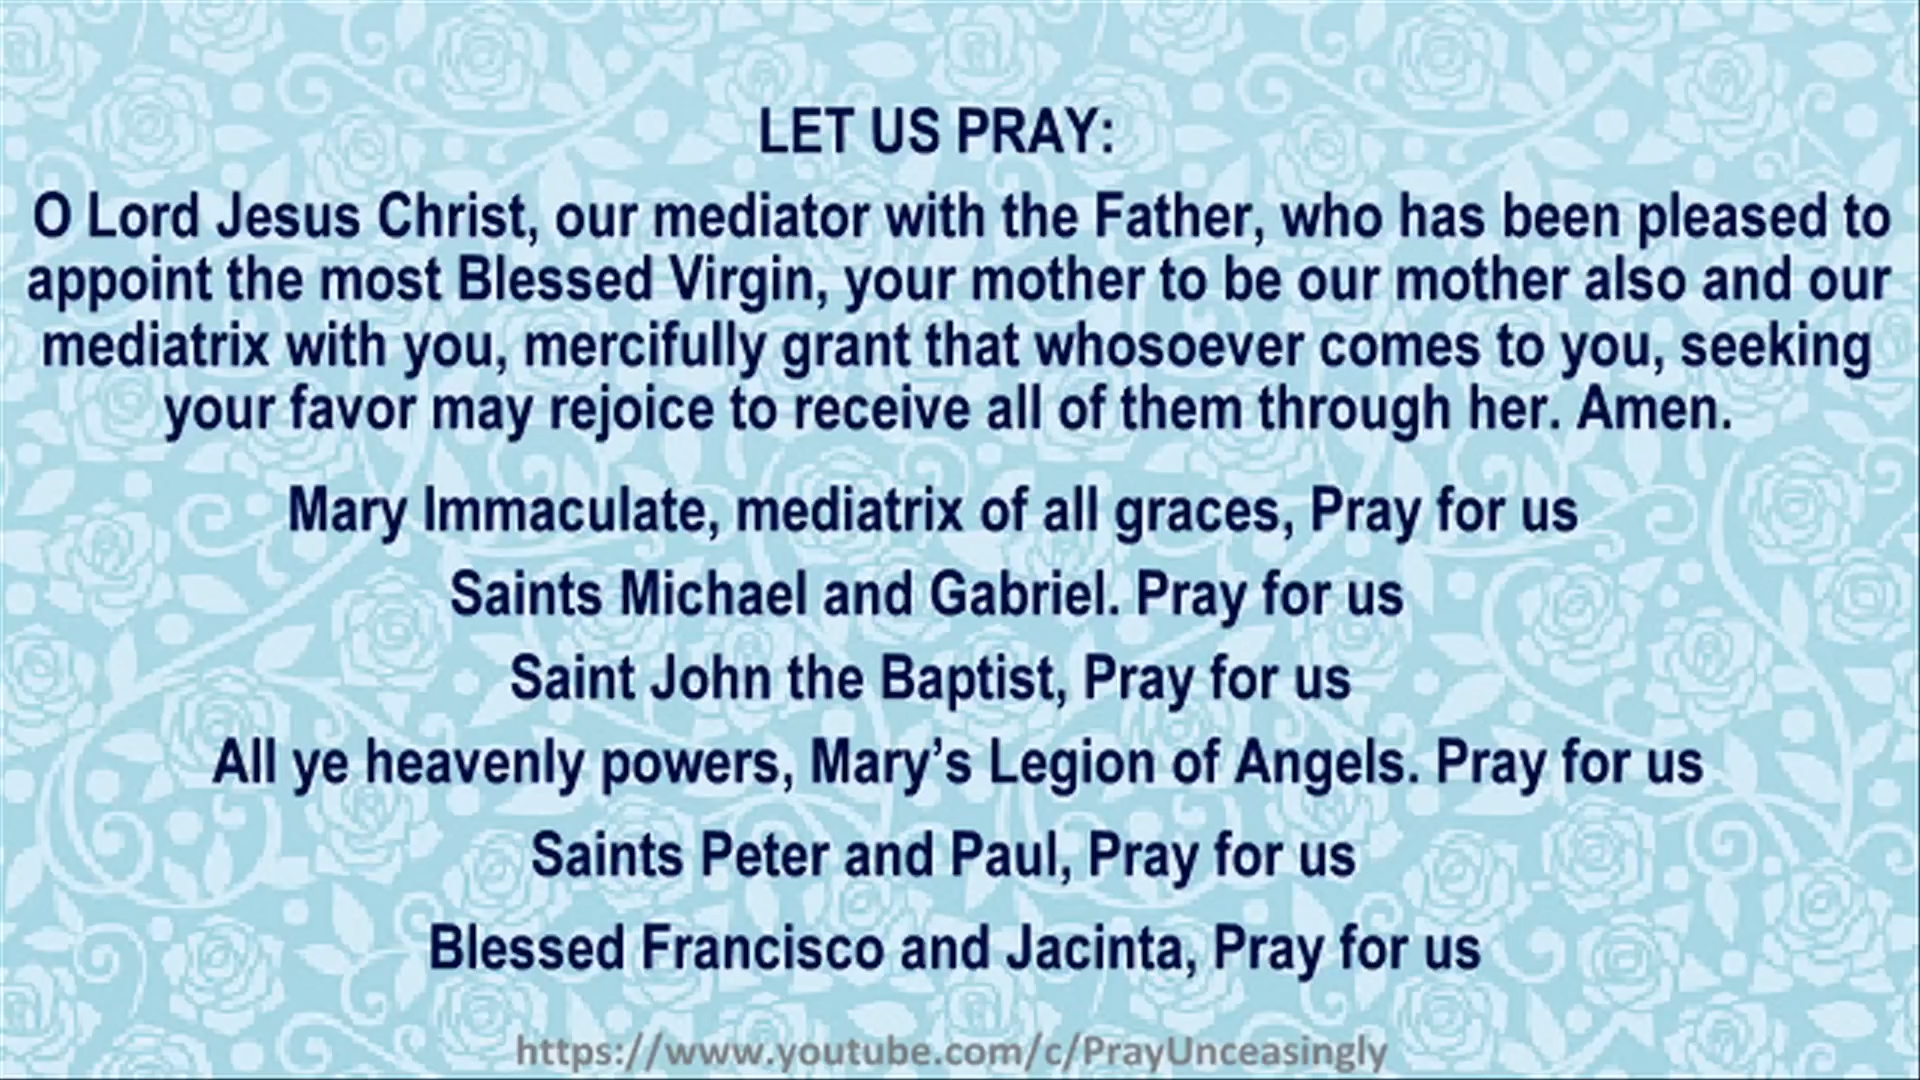 LET US PRAY:
O Lord Jesus Christ, our mediator with the Father, who has been pleased to
appoint the most Blessed Virgin, your mother to be our mother also and our
mediatrix with you, mercifully grant that whosoever comes to you, seeking
your favor may rejoice to receive all of them through her. Amen.
Mary Immaculate, mediatrix of all graces, Pray for us
Saints Michael and Gabriel. Pray for us
Saint John the Baptist, Pray for us
All ye heavenly powers, Mary’s Legion of Angels. Pray for us
Saints Peter and Paul, Pray for us
Blessed Francisco and Jacinta, Pray for us
https://www.youtube.com/c/PrayUnceasingly